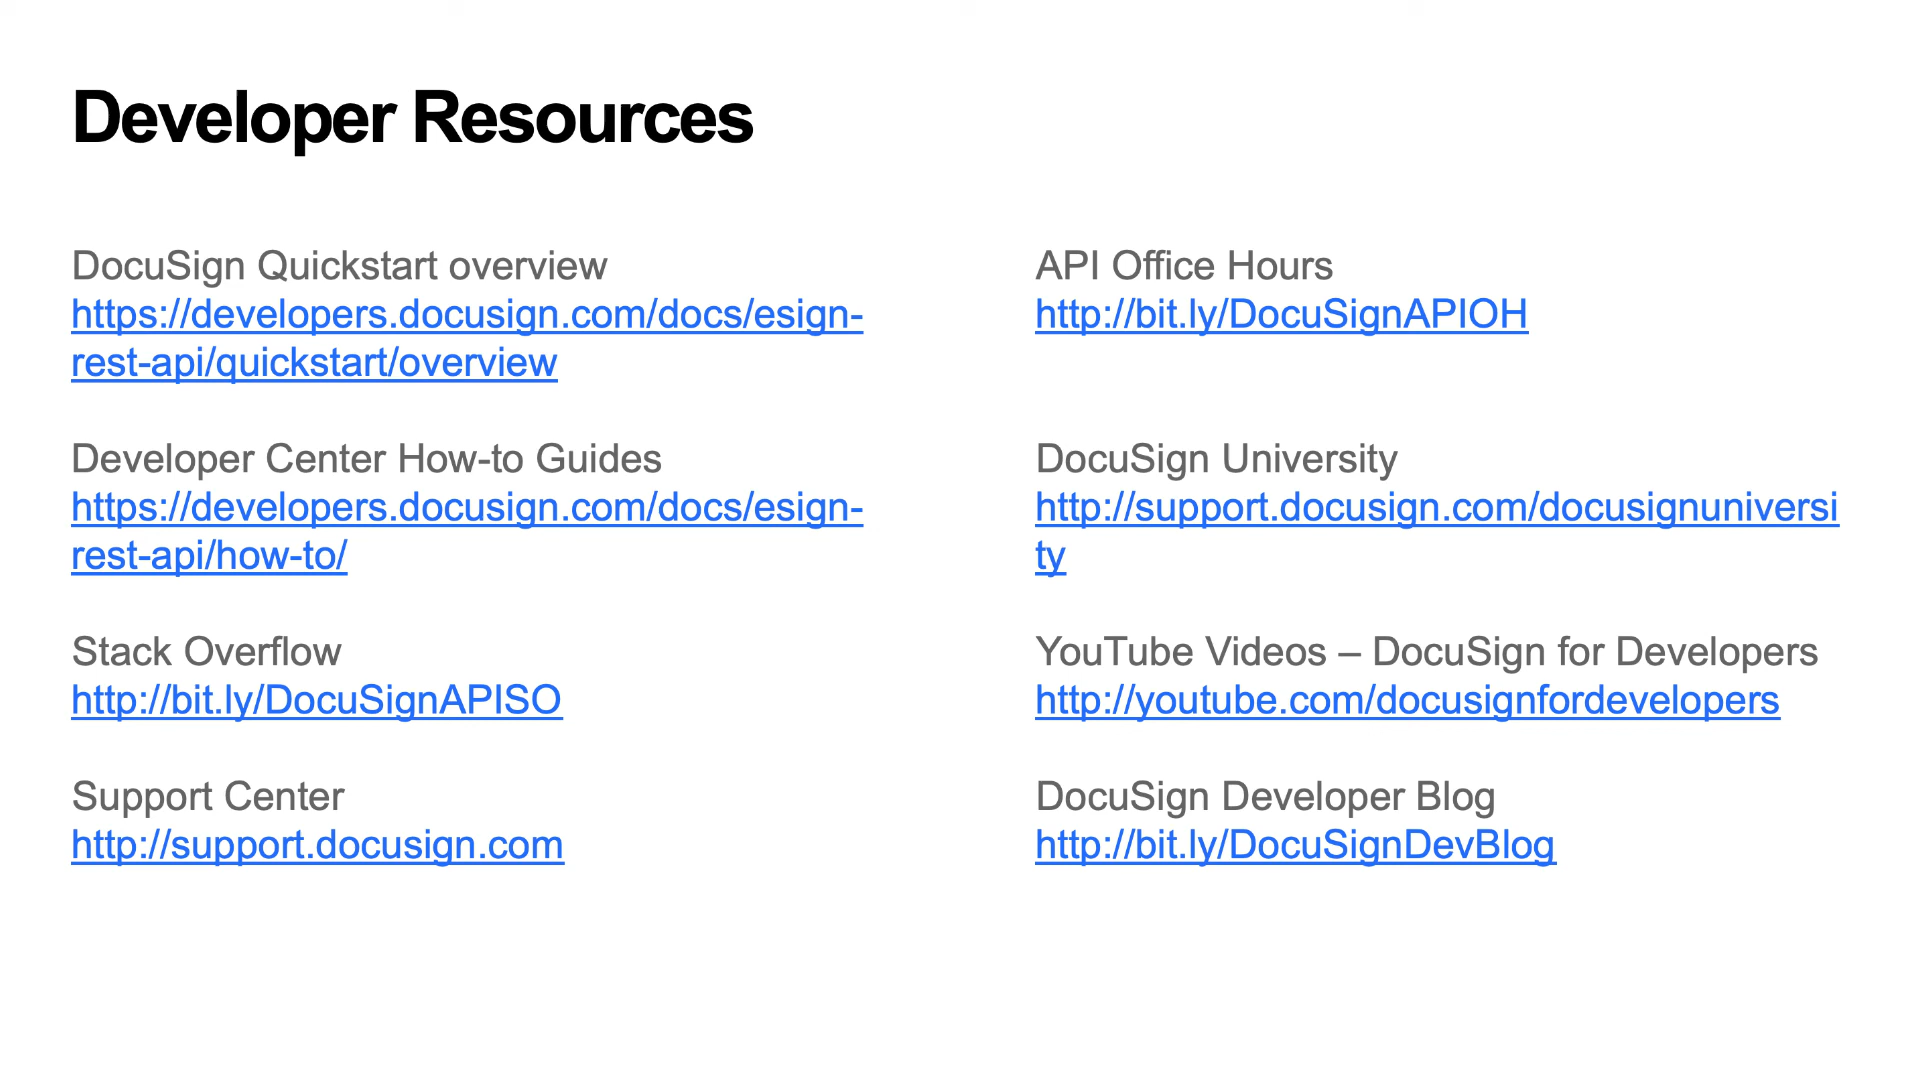 Developer Resources
DocuSign Quickstart overview
https://developers.docusign.com/docs/esign-
rest-api/quickstart/overview
Developer Center How-to Guides
https://developers.docusign.com/docs/esign-
rest-api/how-to/
Stack Overflow
http://bit.ly/DocuSignAPISO
Support Center
http://support.docusign.com
API Office Hours
http://bit.ly/DocuSignAPIOH
DocuSign University
http://support.docusign.com/docusignuniversi
ty
YouTube Videos – DocuSign for Developers
http://youtube.com/docusignfordevelopers
DocuSign Developer Blog
http://bit.ly/DocuSignDevBlog